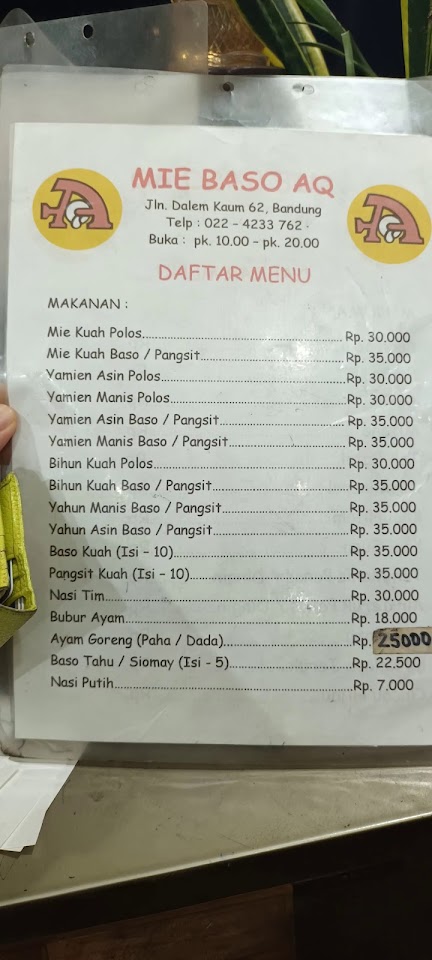 MIE BASO AQ
Jln. Dalem Kaum 62, Bandung
Telp : 022 - 4233 762
Buka : pk. 10.00 - pk. 20.00
DAFTAR MENU
MAKANAN :
Mie Kuah Polos Rp. 30.000
Mie Kuah Baso / Pangsit Rp. 35.000
Yamien Asin Polos Rp. 30.000
Yamien Manis Polos Rp. 30.000
Yamien Asin Baso / Pangsit Rp. 35.000
Yamien Manis Baso / Pangsit Rp. 35.000
Bihun Kuah Polos Rp. 30.000
Bihun Kuah Baso / Pangsit Rp. 35.000
Yahun Manis Baso / Pangsit Rp. 35.000
Yahun Asin Baso / Pangsit Rp. 35.000
Baso Kuah (Isi - 10) Rp. 35.000
Pangsit Kuah (Isi - 10) Rp. 35.000
Nasi Tim Rp. 30.000
Bubur Ayam Rp. 18.000
Ayam Goreng (Paha / Dada) Rp. 25000
Baso Tahu / Siomay (Isi - 5) Rp. 22.500
Nasi Putih Rp. 7.000